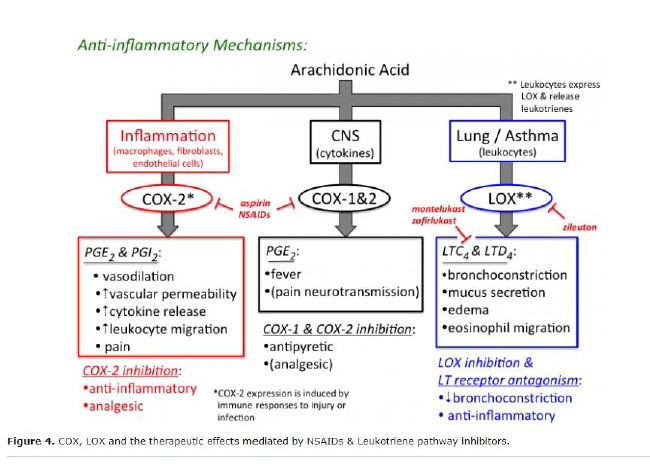 Anti-inflammatory Mechanisms:
Arachidonic Acid
** Leukocytes express
LOX & release
leukotrienes
Inflammation
(macrophages, fibroblasts,
endothelial cells)
CNS
(cytokines)
Lung / Asthma
(leukocytes)
COX-2*
aspirin
NSAIDs
COX-1&2
montelukast
zafirlukast
LOX**
zileuton
PGE₂ & PGI₂:
• vasodilation
•↑vascular permeability
•↑cytokine release
•↑leukocyte migration
• pain
PGE₂:
•fever
•(pain neurotransmission)
LTC₄ & LTD₄:
•bronchoconstriction
•mucus secretion
•edema
•eosinophil migration
COX-2 inhibition:
•anti-inflammatory
•analgesic
COX-1 & COX-2 inhibition:
•antipyretic
•(analgesic)
*COX-2 expression is induced by
immune responses to injury or
infection
LOX inhibition &
LT receptor antagonism:
•↓bronchoconstriction
• anti-inflammatory
Figure 4. COX, LOX and the therapeutic effects mediated by NSAIDs & Leukotriene pathway inhibitors.